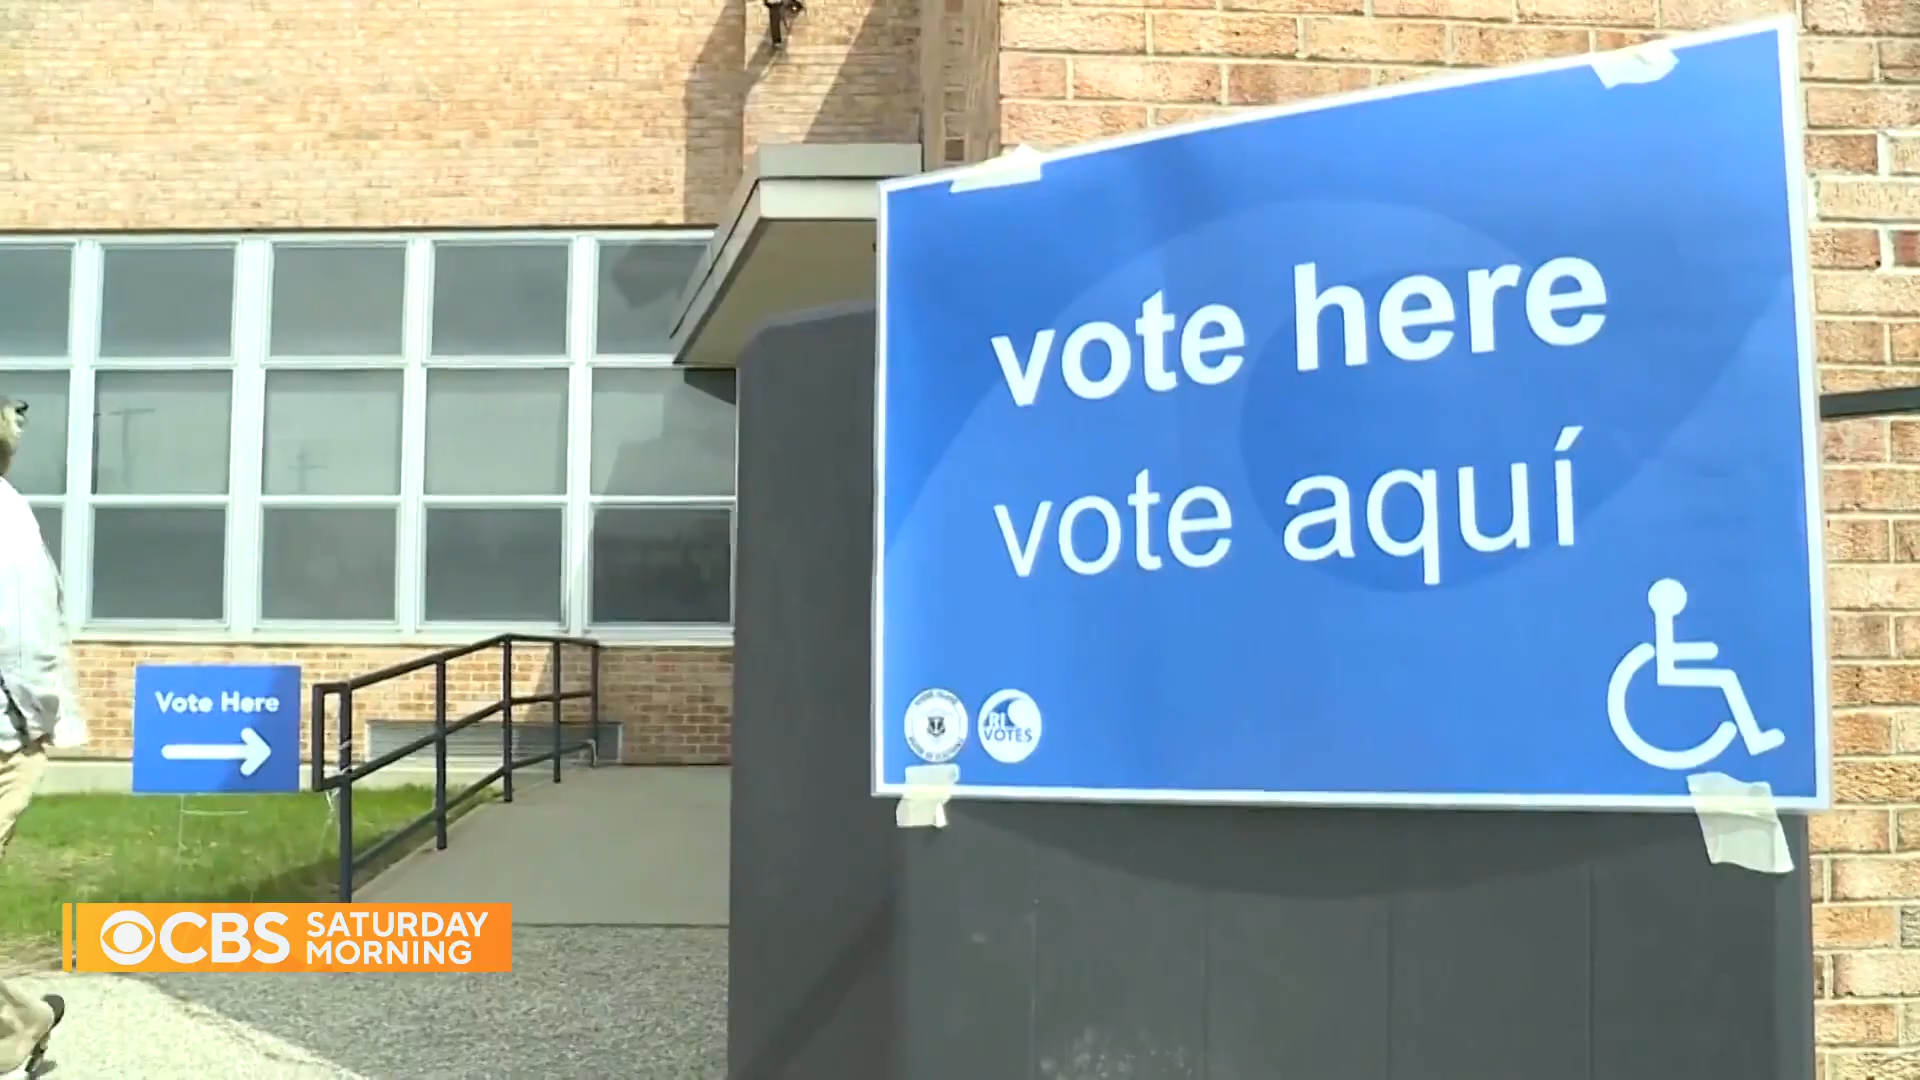 vote here
vote aquí
RI
VOTES
Vote Here
CBS SATURDAY
MORNING